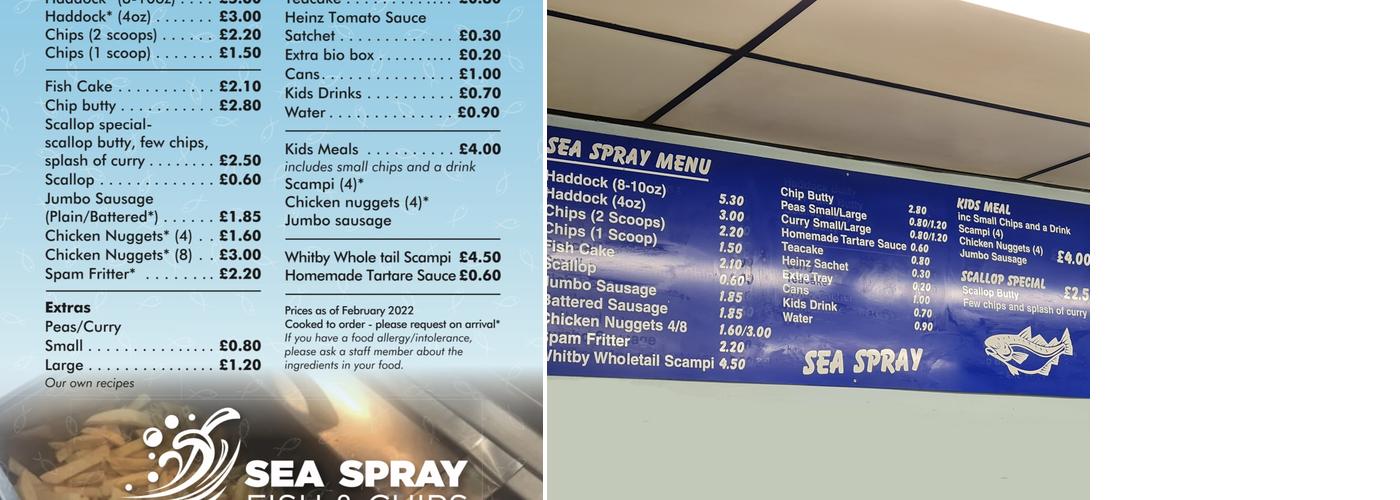 Haddock* (8-10oz)
Haddock* (4oz) . . . . . . . . £3.00
Chips (2 scoops) . . . . . . £2.20
Chips (1 scoop) . . . . . . . £1.50
Fish Cake . . . . . . . . . . . £2.10
Chip butty . . . . . . . . . . . £2.80
Scallop special-
scallop butty, few chips,
splash of curry . . . . . . . . £2.50
Scallop . . . . . . . . . . . . . £0.60
Jumbo Sausage
(Plain/Battered*) . . . . . . £1.85
Chicken Nuggets* (4) . . £1.60
Chicken Nuggets* (8) . . £3.00
Spam Fritter* . . . . . . . . £2.20
Extras
Peas/Curry
Small . . . . . . . . . . . . . . £0.80
Large . . . . . . . . . . . . . . £1.20
Our own recipes
Teacake . . . . . . . . . . . . £0.80
Heinz Tomato Sauce
Satchet . . . . . . . . . . . . £0.30
Extra bio box . . . . . . . . £0.20
Cans . . . . . . . . . . . . . . £1.00
Kids Drinks . . . . . . . . . . £0.70
Water . . . . . . . . . . . . . £0.90
Kids Meals . . . . . . . . . . £4.00
includes small chips and a drink
Scampi (4)*
Chicken nuggets (4)*
Jumbo sausage
Whitby Whole tail Scampi £4.50
Homemade Tartare Sauce £0.60
Prices as of February 2022
Cooked to order - please request on arrival*
If you have a food allergy/intolerance,
please ask a staff member about the
ingredients in your food.
SEA SPRAY
FISH & CHIPS
SEA SPRAY MENU
Haddock (8-10oz) 5.30
Haddock (4oz) 3.00
Chips (2 Scoops) 2.20
Chips (1 Scoop) 1.50
Fish Cake 2.10
Scallop 0.60
Jumbo Sausage 1.85
Battered Sausage 1.85
Chicken Nuggets 4/8 1.60/3.00
Spam Fritter 2.20
Whitby Wholetail Scampi 4.50
Chip Butty 2.80
Peas Small/Large 0.80/1.20
Curry Small/Large 0.80/1.20
Homemade Tartare Sauce 0.60
Teacake 0.80
Heinz Sachet 0.30
Extra Tray 0.20
Cans 1.00
Kids Drink 0.70
Water 0.90
SEA SPRAY
KIDS MEAL
inc Small Chips and a Drink
Scampi (4)
Chicken Nuggets (4) £4.00
Jumbo Sausage
SCALLOP SPECIAL
Scallop Butty £2.5
Few chips and splash of curry